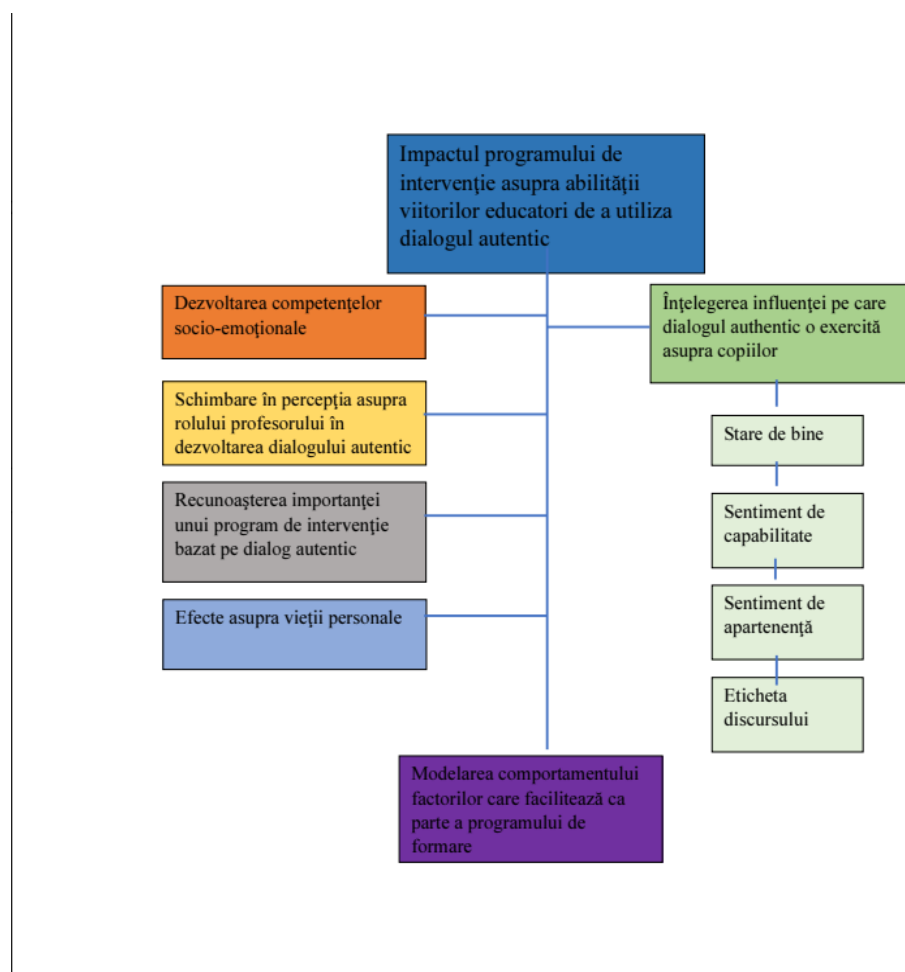 Impactul programului de
intervenţie asupra abilităţii
viitorilor educatori de a utiliza
dialogul autentic
Dezvoltarea competenţelor
socio-emoţionale
Schimbare în percepţia asupra
rolului profesorului în
dezvoltarea dialogului autentic
Recunoaşterea importanţei
unui program de intervenţie
bazat pe dialog autentic
Efecte asupra vieţii personale
Înţelegerea influenţei pe care
dialogul authentic o exercită
asupra copiilor
Stare de bine
Sentiment de
capabilitate
Sentiment de
apartenenţă
Eticheta
discursului
Modelarea comportamentului
factorilor care facilitează ca
parte a programului de
formare